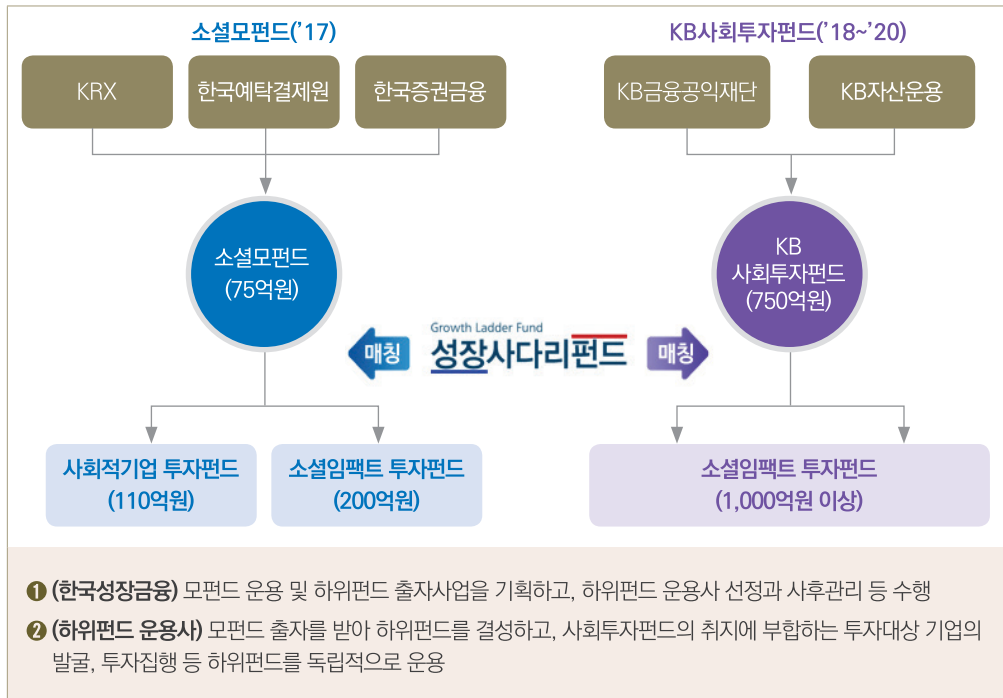 소셜모펀드('17)
KRX
한국예탁결제원
한국증권금융
소셜모펀드
(75억원)
사회적기업 투자펀드
(110억원)
소셜임팩트 투자펀드
(200억원)
매칭
Growth Ladder Fund
성장사다리펀드
매칭
KB사회투자펀드('18~'20)
KB금융공익재단
KB자산운용
KB
사회투자펀드
(750억원)
소셜임팩트 투자펀드
(1,000억원 이상)
❶ (한국성장금융) 모펀드 운용 및 하위펀드 출자사업을 기획하고, 하위펀드 운용사 선정과 사후관리 등 수행
❷ (하위펀드 운용사) 모펀드 출자를 받아 하위펀드를 결성하고, 사회투자펀드의 취지에 부합하는 투자대상 기업의
발굴, 투자집행 등 하위펀드를 독립적으로 운용